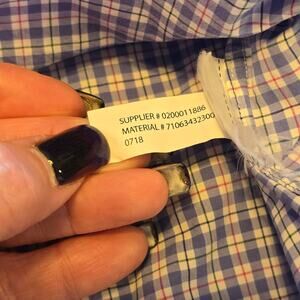 SUPPLIER # 0200011886
MATERIAL # 71063432300
0718